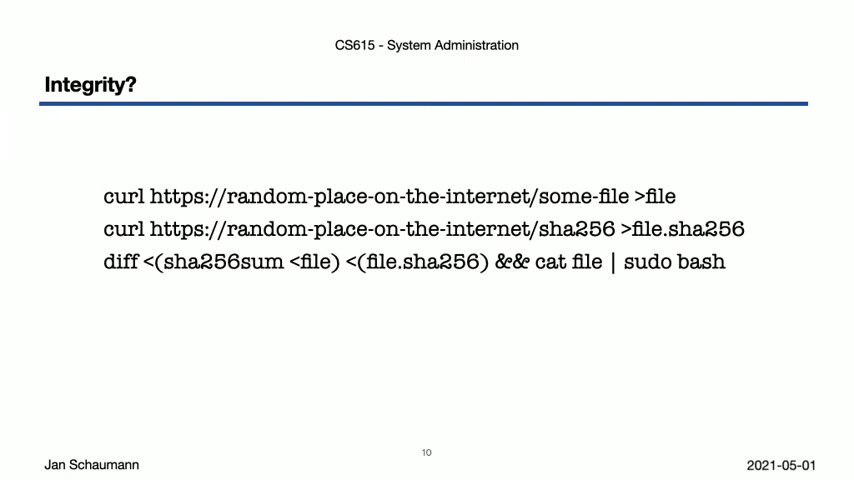 CS615 - System Administration
Integrity?
curl https://random-place-on-the-internet/some-file >file
curl https://random-place-on-the-internet/sha256 >file.sha256
diff <(sha256sum <file) <(file.sha256) && cat file | sudo bash
10
Jan Schaumann
2021-05-01